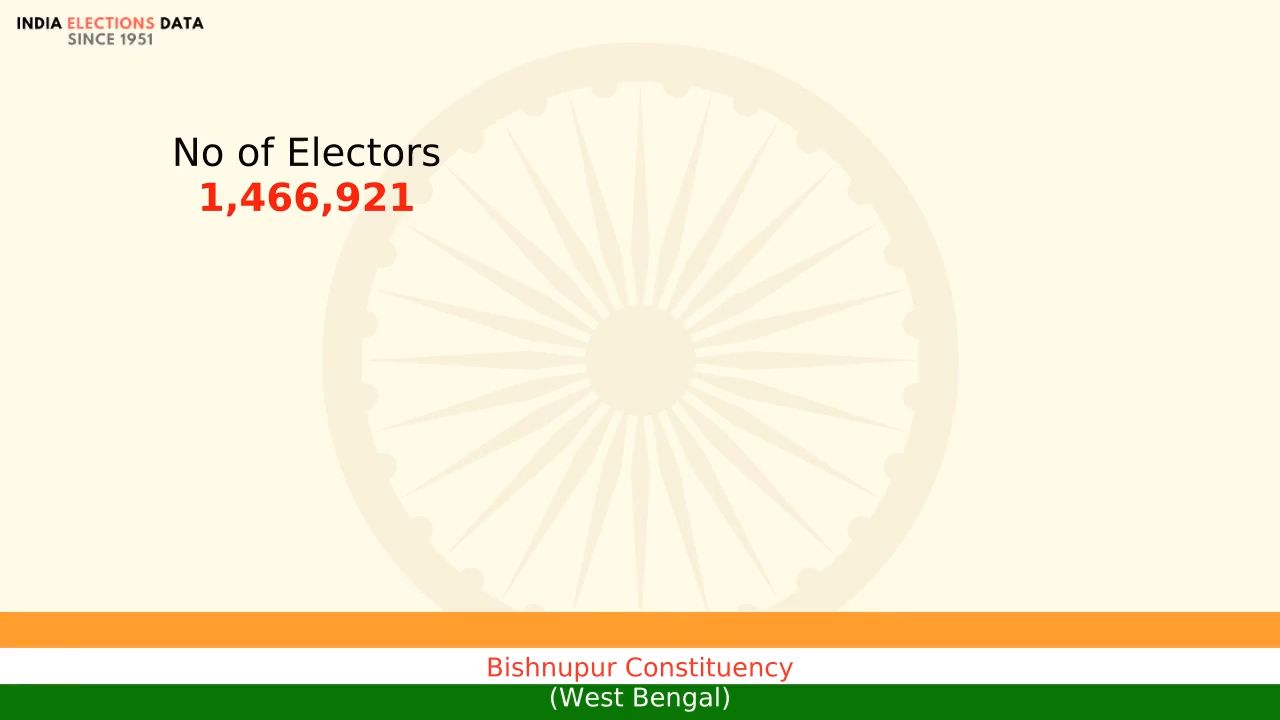 INDIA ELECTIONS DATA
SINCE 1951
No of Electors
1,466,921
Bishnupur Constituency
(West Bengal)